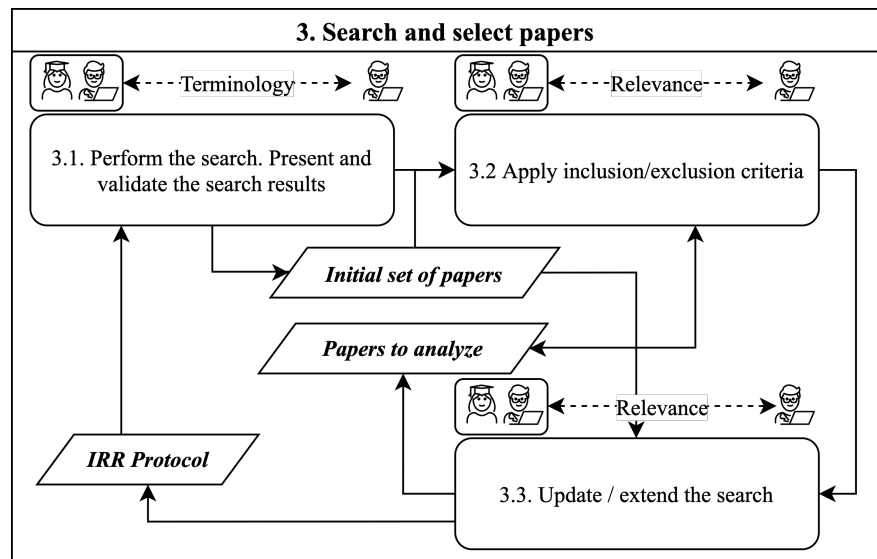 3. Search and select papers
Terminology
Relevance
3.1. Perform the search. Present and
validate the search results
3.2 Apply inclusion/exclusion criteria
Initial set of papers
Papers to analyze
Relevance
IRR Protocol
3.3. Update / extend the search